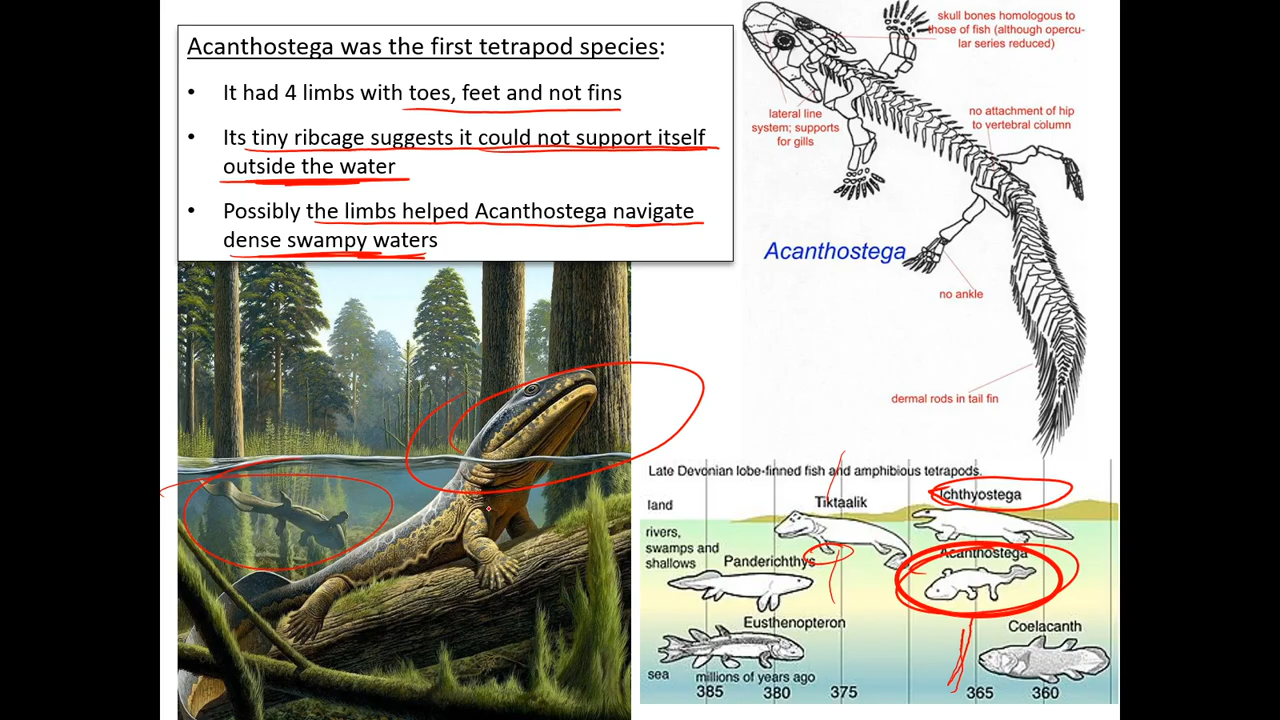 Acanthostega was the first tetrapod species:
• It had 4 limbs with toes, feet and not fins
• Its tiny ribcage suggests it could not support itself
outside the water
• Possibly the limbs helped Acanthostega navigate
dense swampy waters
skull bones homologous to
those of fish (although opercu-
lar series reduced)
lateral line
system; supports
for gills
no attachment of hip
to vertebral column
Acanthostega
no ankle
dermal rods in tail fin
Late Devonian lobe-finned fish and amphibious tetrapods.
land
Tiktaalik
Ichthyostega
rivers,
swamps and
shallows
Panderichthys
Acanthostega
Eusthenopteron
Coelacanth
sea
millions of years ago
385 380 375 365 360